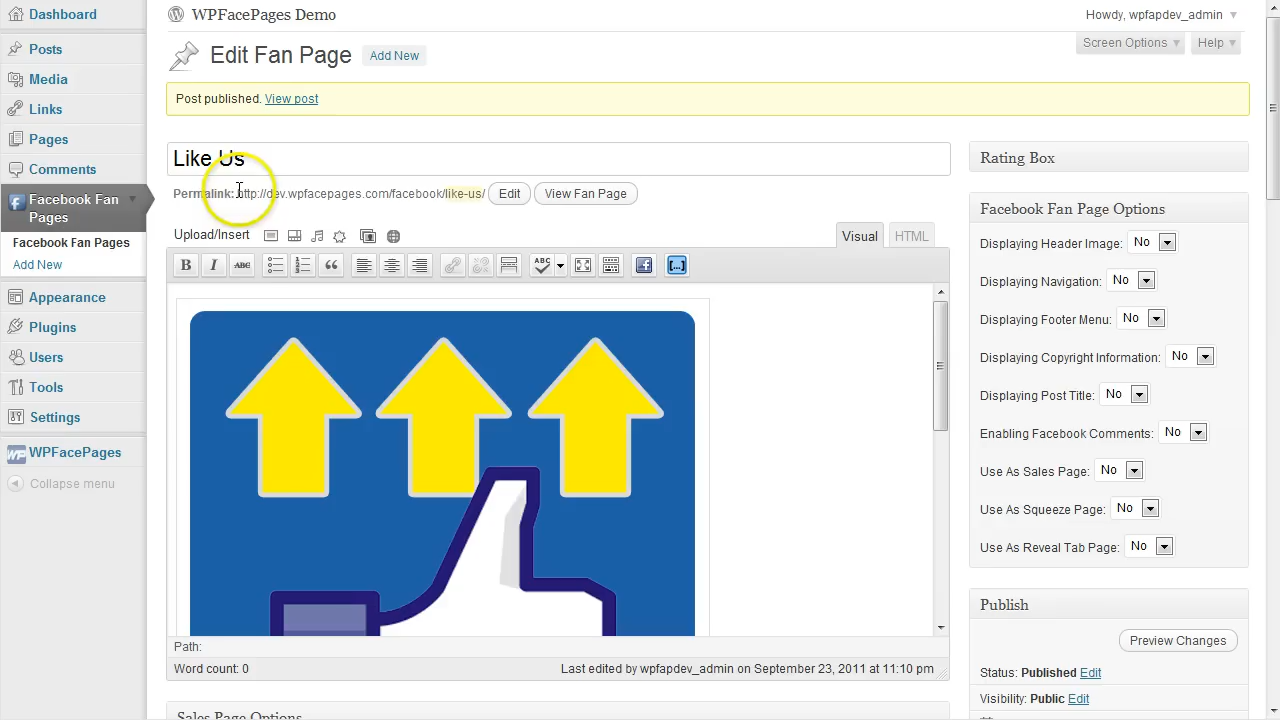 Dashboard
Posts
Media
Links
Pages
Comments
Facebook Fan
Pages
Facebook Fan Pages
Add New
Appearance
Plugins
Users
Tools
Settings
WPFacePages
Collapse menu
WPFacePages Demo
Howdy, wpfapdev_admin
Edit Fan Page Add New
Screen Options Help
Post published. View post
Like Us
Permalink: http://dev.wpfacepages.com/facebook/like-us/ Edit View Fan Page
Upload/Insert Visual HTML
B I ABC ABC [...]
Path:
Word count: 0 Last edited by wpfapdev_admin on September 23, 2011 at 11:10 pm
Sales Page Options
Rating Box
Facebook Fan Page Options
Displaying Header Image: No
Displaying Navigation: No
Displaying Footer Menu: No
Displaying Copyright Information: No
Displaying Post Title: No
Enabling Facebook Comments: No
Use As Sales Page: No
Use As Squeeze Page: No
Use As Reveal Tab Page: No
Publish
Preview Changes
Status: Published Edit
Visibility: Public Edit